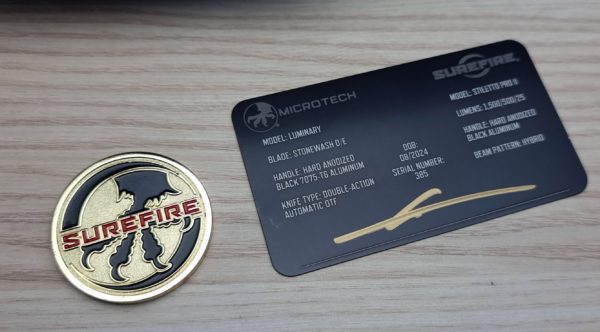 SUREFIRE
MICROTECH
MODEL: LUMINARY
BLADE: STONEWASH D/E
HANDLE: HARD ANODIZED
BLACK 7075-T6 ALUMINUM
KNIFE TYPE: DOUBLE-ACTION
AUTOMATIC OTF
DOB:
08/2024
SERIAL NUMBER:
385
SUREFIRE
MODEL: STILETTO PRO II
LUMENS: 1,500/500/25
HANDLE: HARD ANODIZED
BLACK ALUMINUM
BEAM PATTERN: HYBRID